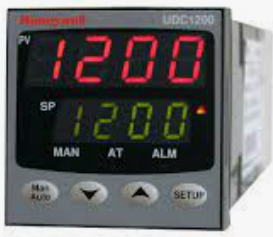 Honeywell UDC1200
PV 1200
SP 1200
MAN AT ALM
Man Auto SETUP